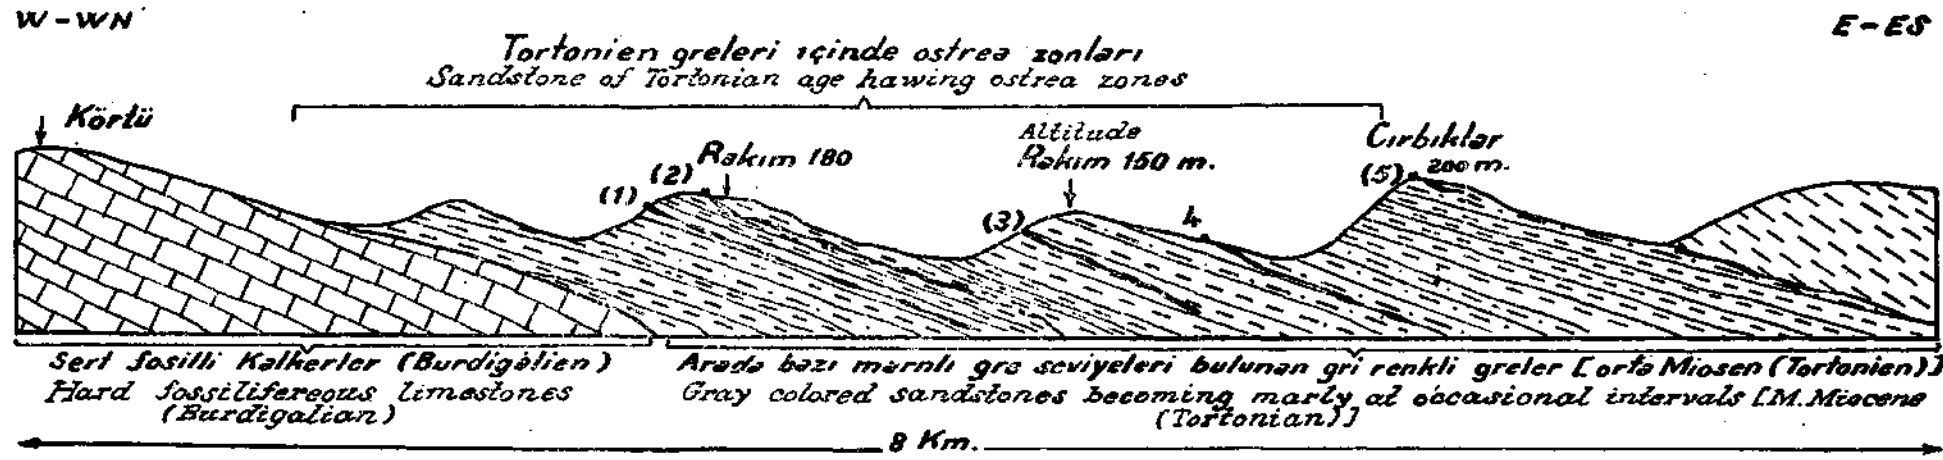 W - WN
E - ES
Tortonien greleri içinde ostrea zonları
Sandstone of Tortonian age hawing ostrea zones
Körtü
Altitude
Cırbıklar
(2) Rakım 180
Rakım 150 m.
(5) 200 m.
(1)
(3)
4
Sert fosilli Kalkerler (Burdigalien)
Arada bazı marnlı gre seviyeleri bulunan gri renkli greler [orta Miosen (Tortonien)]
Hard fossilifereous limestones
(Burdigalian)
Gray colored sandstones becoming marly at occasional intervals [M. Miocene
(Tortonian)]
8 Km.